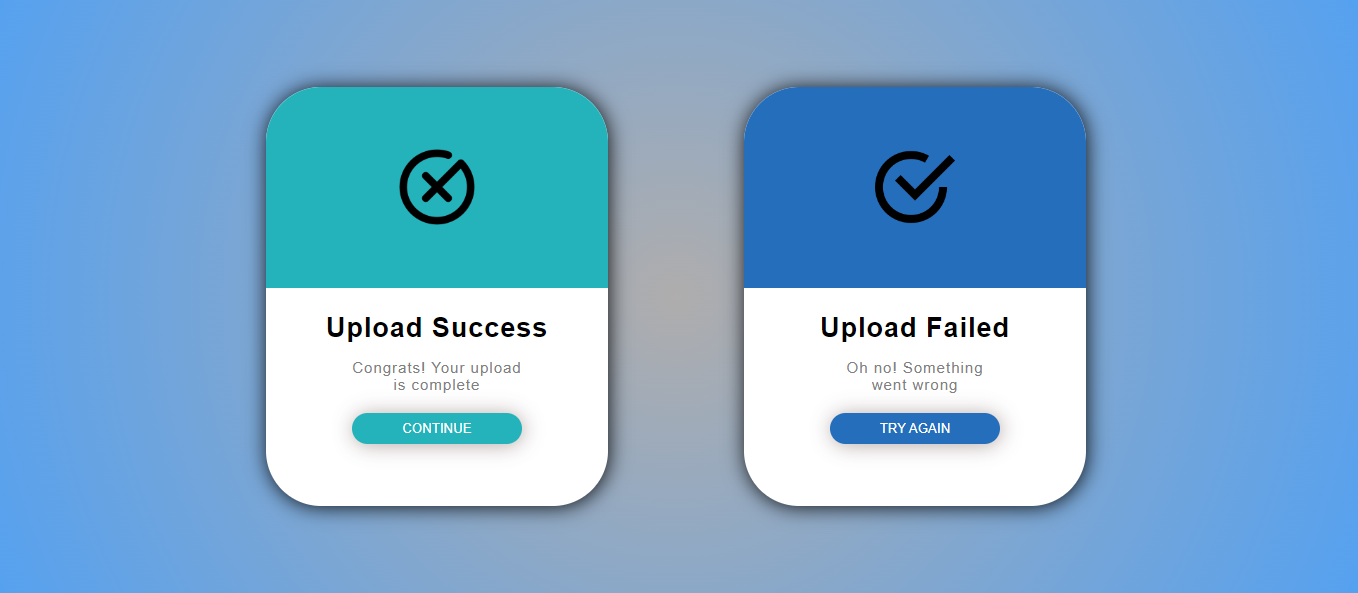 Upload Success
Congrats! Your upload
is complete
CONTINUE
Upload Failed
Oh no! Something
went wrong
TRY AGAIN